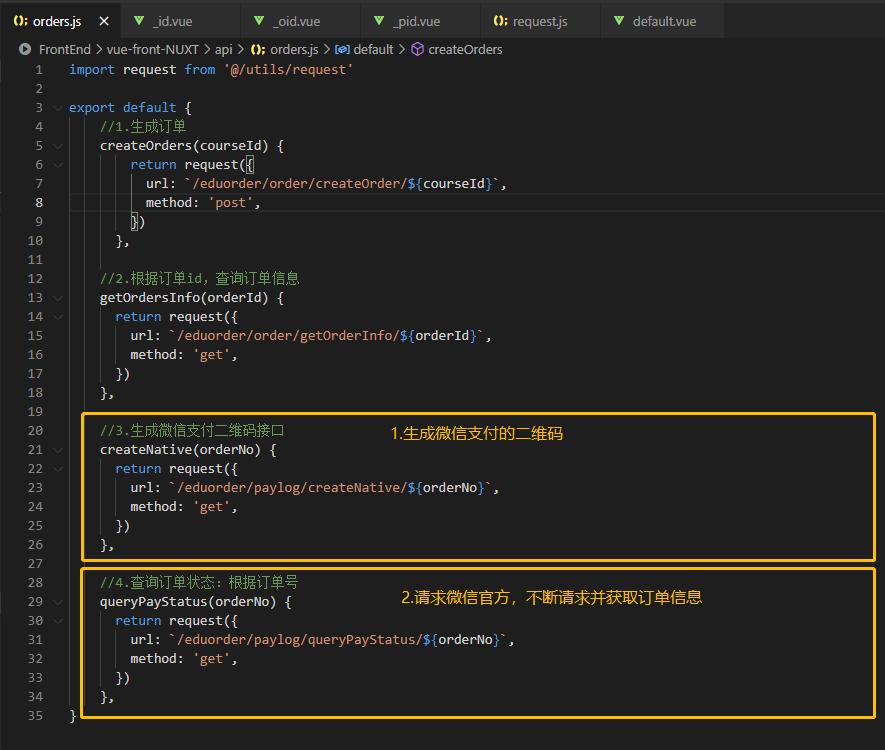 orders.js × _id.vue _oid.vue _pid.vue request.js default.vue
FrontEnd > vue-front-NUXT > api > orders.js > default > createOrders
1 import request from '@/utils/request'
2
3 export default {
4 //1.生成订单
5 createOrders(courseId) {
6 return request({
7 url: `/eduorder/order/createOrder/${courseId}`,
8 method: 'post',
9 })
10 },
11
12 //2.根据订单id，查询订单信息
13 getOrdersInfo(orderId) {
14 return request({
15 url: `/eduorder/order/getOrderInfo/${orderId}`,
16 method: 'get',
17 })
18 },
19
20 //3.生成微信支付二维码接口 1.生成微信支付的二维码
21 createNative(orderNo) {
22 return request({
23 url: `/eduorder/paylog/createNative/${orderNo}`,
24 method: 'get',
25 })
26 },
27
28 //4.查询订单状态：根据订单号
29 queryPayStatus(orderNo) { 2.请求微信官方，不断请求并获取订单信息
30 return request({
31 url: `/eduorder/paylog/queryPayStatus/${orderNo}`,
32 method: 'get',
33 })
34 },
35 }